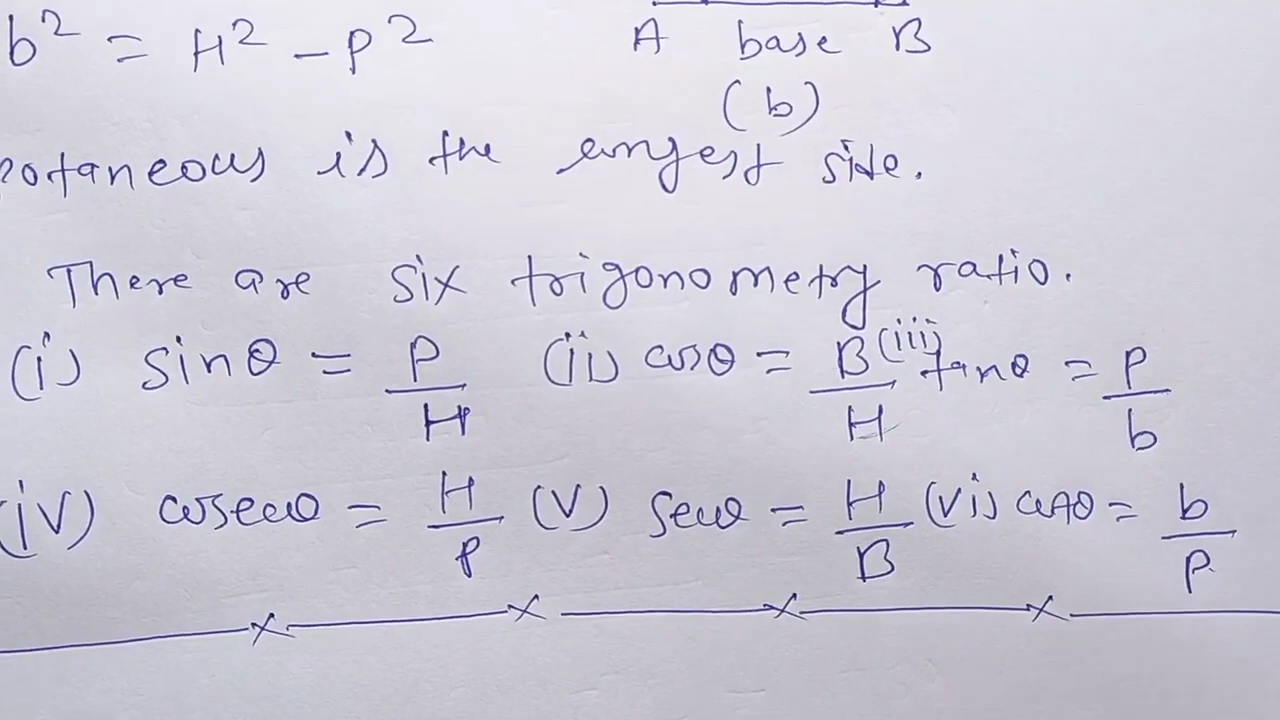 b² = H² - P²
A base B
(b)
potaneous is the longest side.
There are six trigonometry ratio.
(i) sinθ = P/H (ii) cosθ = B/H (iii) tanθ = P/b
(iv) cosecθ = H/P (v) secθ = H/B (vi) cotθ = b/P